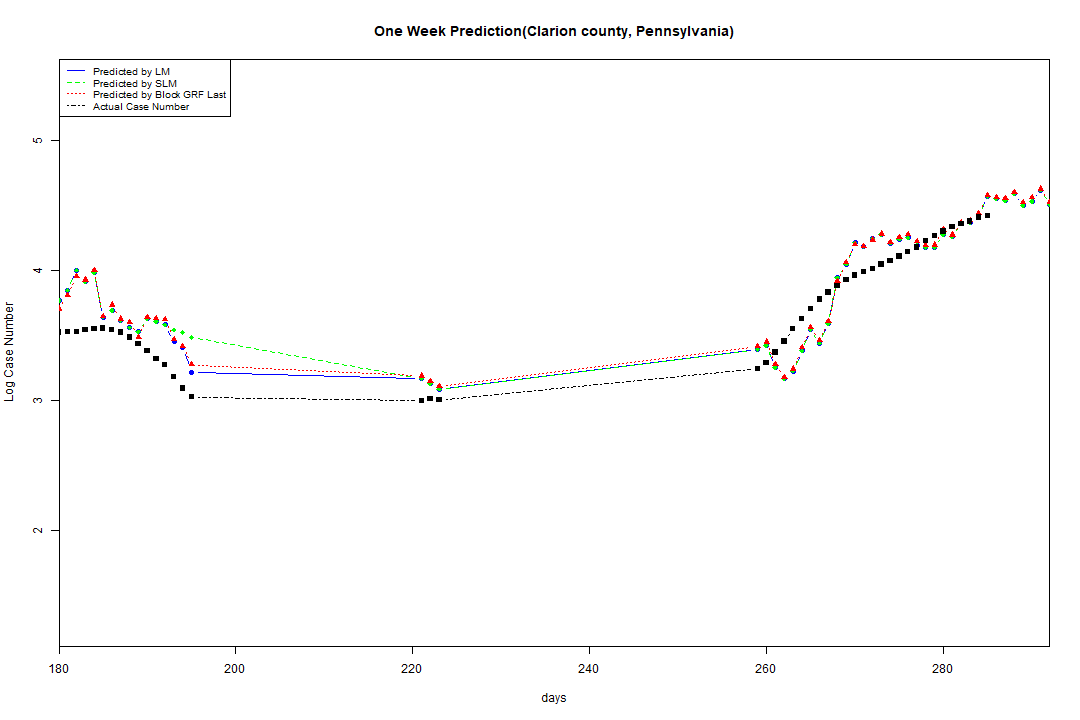 One Week Prediction(Clarion county, Pennsylvania)
Predicted by LM
Predicted by SLM
Predicted by Block GRF Last
Actual Case Number
5
4
3
2
Log Case Number
180 200 220 240 260 280
days